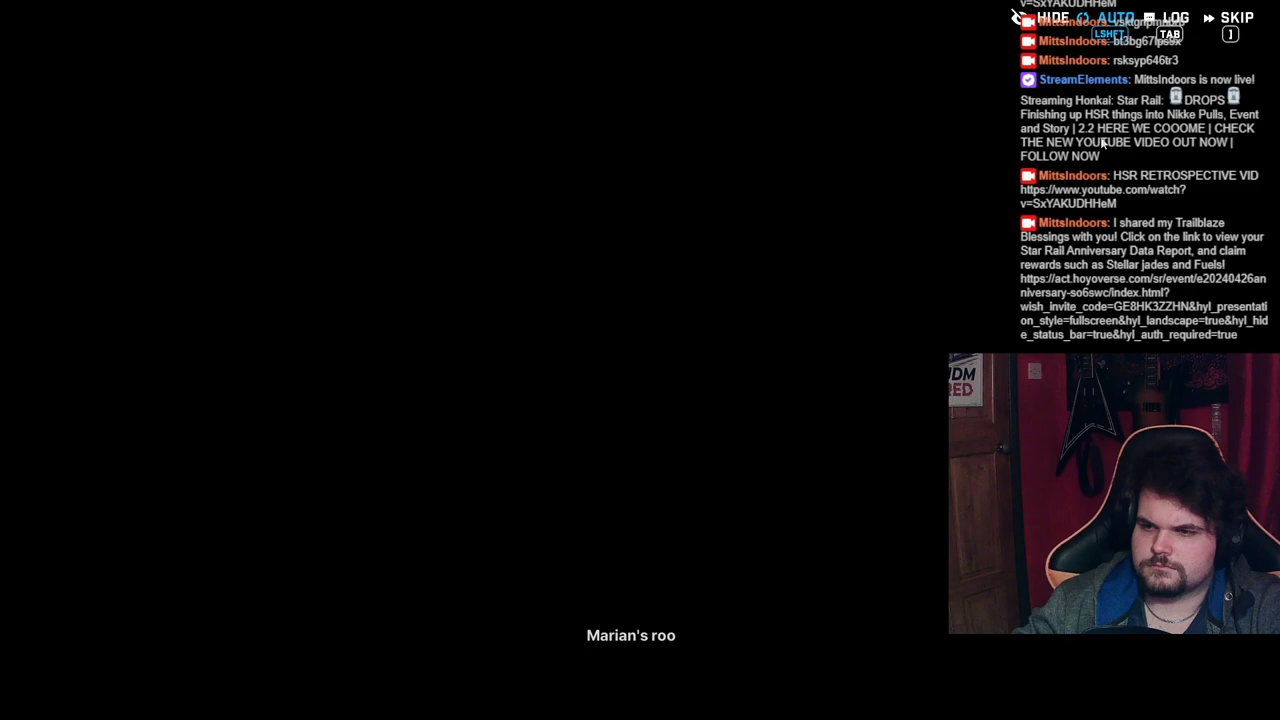 v=SxYAKUDHHeM
HIDE AUTO LOG SKIP
LSHFT TAB ]
MittsIndoors:
MittsIndoors: bt3bg67lps9x
MittsIndoors: rsksyp646tr3
StreamElements: MittsIndoors is now live!
Streaming Honkai: Star Rail: DROPS
Finishing up HSR things into Nikke Pulls, Event
and Story | 2.2 HERE WE COOOME | CHECK
THE NEW YOUTUBE VIDEO OUT NOW |
FOLLOW NOW
MittsIndoors: HSR RETROSPECTIVE VID
https://www.youtube.com/watch?
v=SxYAKUDHHeM
MittsIndoors: I shared my Trailblaze
Blessings with you! Click on the link to view your
Star Rail Anniversary Data Report, and claim
rewards such as Stellar jades and Fuels!
https://act.hoyoverse.com/sr/event/e20240426an
niversary-so6swc/index.html?
wish_invite_code=GE8HK3ZZHN&hyl_presentati
on_style=fullscreen&hyl_landscape=true&hyl_hid
e_status_bar=true&hyl_auth_required=true
Marian's roo